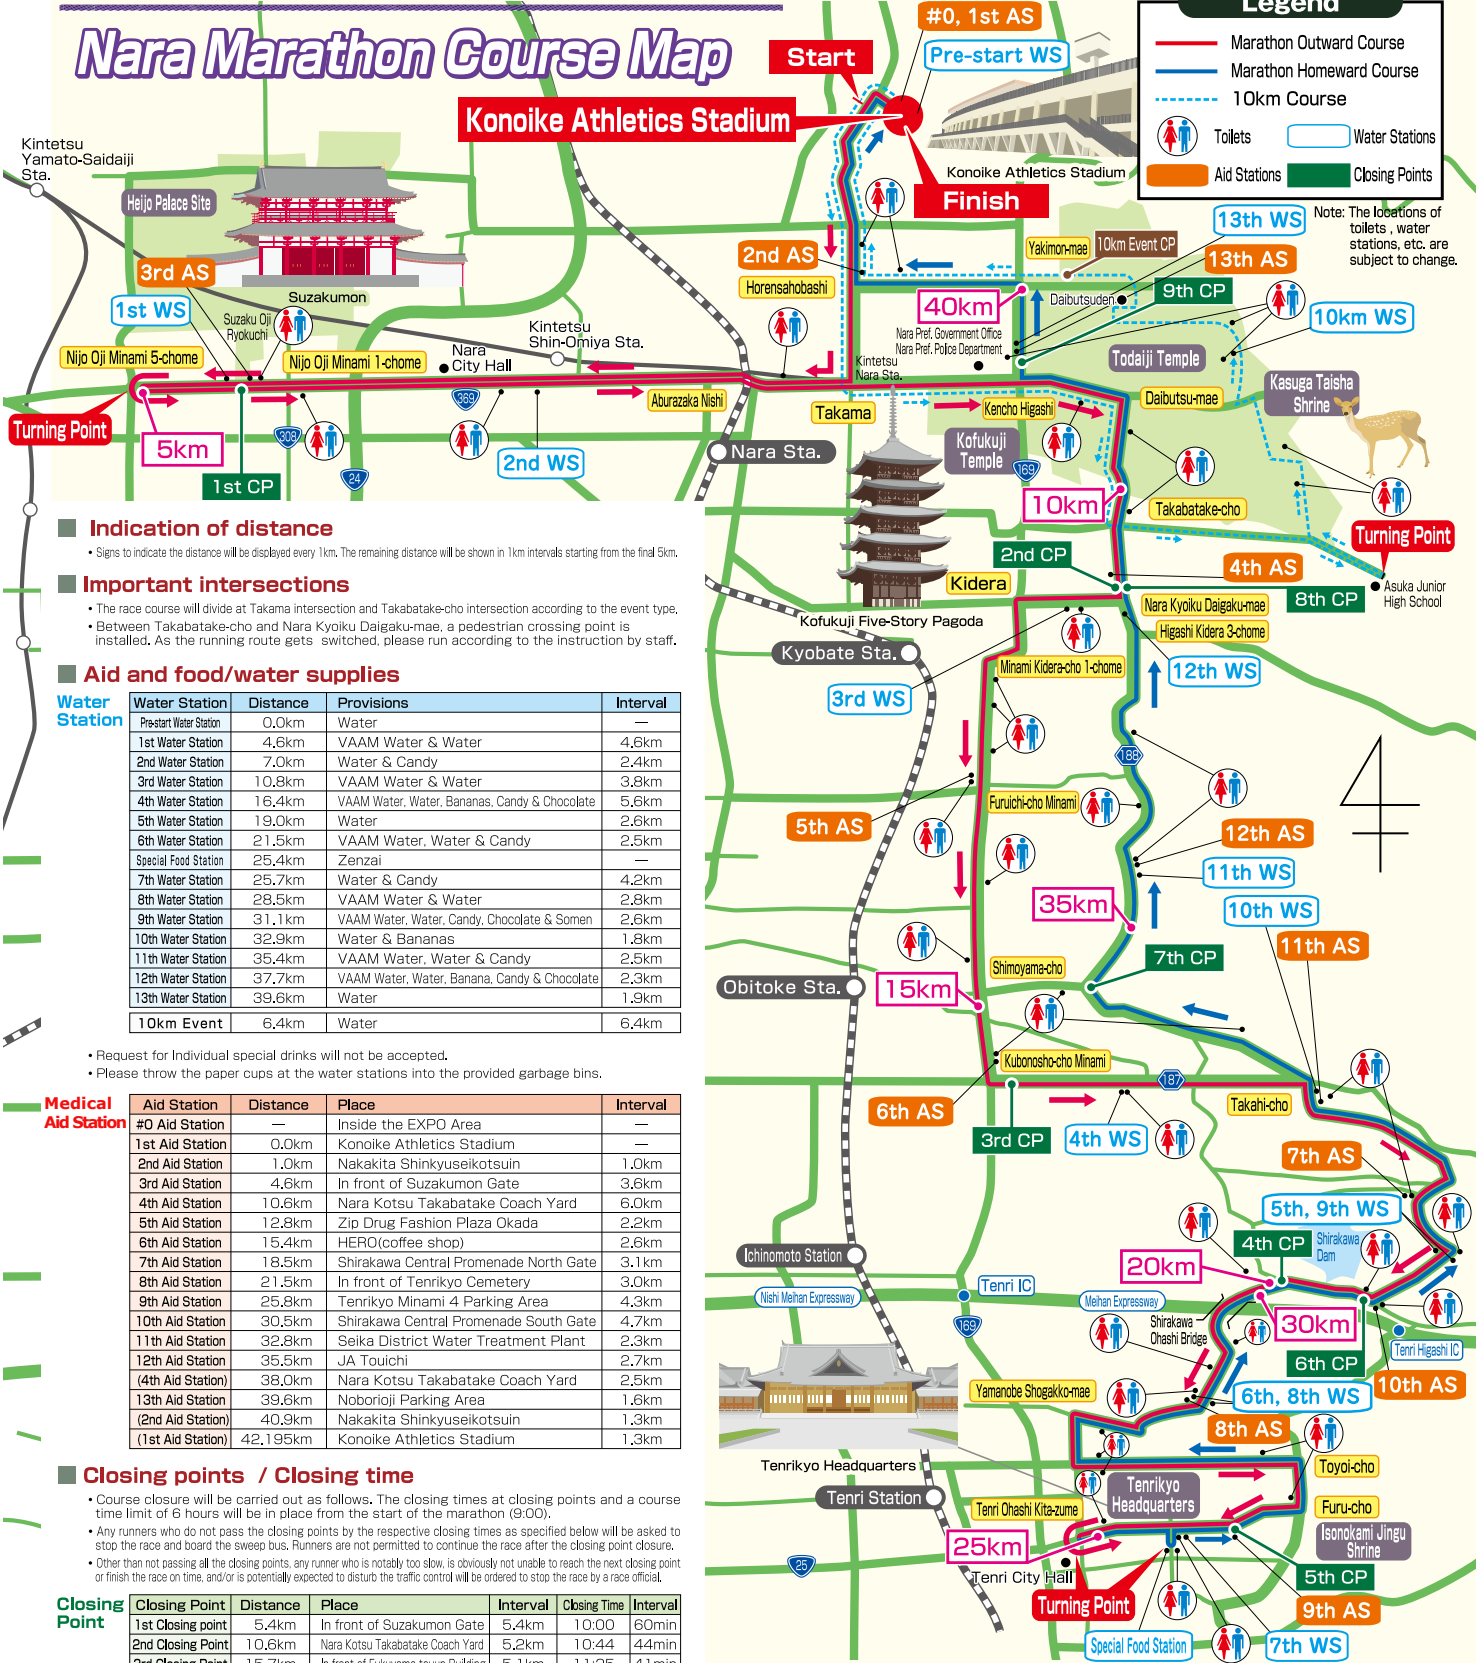 Nara Marathon Course Map
#0, 1st AS
Pre-start WS
Start
Konoike Athletics Stadium
Finish
Konoike Athletics Stadium
Legend
Marathon Outward Course
Marathon Homeward Course
10km Course
Toilets
Water Stations
Aid Stations
Closing Points
Note: The locations of
toilets , water
stations, etc. are
subject to change.
Kintetsu
Yamato-Saidaiji
Sta.
Heijo Palace Site
3rd AS
1st WS
Suzakumon
Suzaku Oji
Ryokuchi
Nijo Oji Minami 5-chome
Nijo Oji Minami 1-chome
Nara
City Hall
Kintetsu
Shin-Omiya Sta.
Turning Point
5km
1st CP
308
24
369
2nd WS
Aburazaka Nishi
Nara Sta.
2nd AS
Horensahobashi
Yakimon-mae
10km Event CP
13th WS
13th AS
9th CP
40km
Daibutsuden
10km WS
Nara Pref. Government Office
Nara Pref. Police Department
Kintetsu
Nara Sta.
Todaiji Temple
Kasuga Taisha
Shrine
Takama
Kencho Higashi
Daibutsu-mae
Kofukuji
Temple
169
10km
Takabatake-cho
Turning Point
2nd CP
4th AS
Asuka Junior
High School
8th CP
Kidera
Nara Kyoiku Daigaku-mae
Higashi Kidera 3-chome
Kofukuji Five-Story Pagoda
Kyobate Sta.
Minami Kidera-cho 1-chome
12th WS
3rd WS
188
Furuichi-cho Minami
5th AS
12th AS
11th WS
10th WS
35km
11th AS
7th CP
Shimoyama-cho
Obitoke Sta.
15km
Kubonosho-cho Minami
187
Takahi-cho
6th AS
3rd CP
4th WS
7th AS
5th, 9th WS
4th CP
Shirakawa
Dam
20km
Ichinomoto Station
Tenri IC
Nishi Meihan Expressway
Meihan Expressway
169
Shirakawa
Ohashi Bridge
30km
Tenri Higashi IC
6th CP
10th AS
Yamanobe Shogakko-mae
6th, 8th WS
8th AS
Tenrikyo Headquarters
Toyoi-cho
Tenri Station
Tenrikyo
Headquarters
Tenri Ohashi Kita-zume
Furu-cho
Isonokami Jingu
Shrine
25km
25
Tenri City Hall
5th CP
Turning Point
9th AS
Special Food Station
7th WS
Indication of distance
• Signs to indicate the distance will be displayed every 1km. The remaining distance will be shown in 1km intervals starting from the final 5km.
Important intersections
• The race course will divide at Takama intersection and Takabatake-cho intersection according to the event type.
• Between Takabatake-cho and Nara Kyoiku Daigaku-mae, a pedestrian crossing point is
installed. As the running route gets switched, please run according to the instruction by staff.
Aid and food/water supplies
Water
Station
Water Station Distance Provisions Interval
Pre-start Water Station 0.0km Water —
1st Water Station 4.6km VAAM Water & Water 4.6km
2nd Water Station 7.0km Water & Candy 2.4km
3rd Water Station 10.8km VAAM Water & Water 3.8km
4th Water Station 16.4km VAAM Water, Water, Bananas, Candy & Chocolate 5.6km
5th Water Station 19.0km Water 2.6km
6th Water Station 21.5km VAAM Water, Water & Candy 2.5km
Special Food Station 25.4km Zenzai —
7th Water Station 25.7km Water & Candy 4.2km
8th Water Station 28.5km VAAM Water & Water 2.8km
9th Water Station 31.1km VAAM Water, Water, Candy, Chocolate & Somen 2.6km
10th Water Station 32.9km Water & Bananas 1.8km
11th Water Station 35.4km VAAM Water, Water & Candy 2.5km
12th Water Station 37.7km VAAM Water, Water, Banana, Candy & Chocolate 2.3km
13th Water Station 39.6km Water 1.9km
10km Event 6.4km Water 6.4km
• Request for Individual special drinks will not be accepted.
• Please throw the paper cups at the water stations into the provided garbage bins.
Medical
Aid Station
Aid Station Distance Place Interval
#0 Aid Station — Inside the EXPO Area —
1st Aid Station 0.0km Konoike Athletics Stadium —
2nd Aid Station 1.0km Nakakita Shinkyuseikotsuin 1.0km
3rd Aid Station 4.6km In front of Suzakumon Gate 3.6km
4th Aid Station 10.6km Nara Kotsu Takabatake Coach Yard 6.0km
5th Aid Station 12.8km Zip Drug Fashion Plaza Okada 2.2km
6th Aid Station 15.4km HERO(coffee shop) 2.6km
7th Aid Station 18.5km Shirakawa Central Promenade North Gate 3.1km
8th Aid Station 21.5km In front of Tenrikyo Cemetery 3.0km
9th Aid Station 25.8km Tenrikyo Minami 4 Parking Area 4.3km
10th Aid Station 30.5km Shirakawa Central Promenade South Gate 4.7km
11th Aid Station 32.8km Seika District Water Treatment Plant 2.3km
12th Aid Station 35.5km JA Touichi 2.7km
(4th Aid Station) 38.0km Nara Kotsu Takabatake Coach Yard 2.5km
13th Aid Station 39.6km Noborioji Parking Area 1.6km
(2nd Aid Station) 40.9km Nakakita Shinkyuseikotsuin 1.3km
(1st Aid Station) 42.195km Konoike Athletics Stadium 1.3km
Closing points / Closing time
• Course closure will be carried out as follows. The closing times at closing points and a course
time limit of 6 hours will be in place from the start of the marathon (9:00).
• Any runners who do not pass the closing points by the respective closing times as specified below will be asked to
stop the race and board the sweep bus. Runners are not permitted to continue the race after the closing point closure.
• Other than not passing all the closing points, any runner who is notably too slow, is obviously not unable to reach the next closing point
or finish the race on time, and/or is potentially expected to disturb the traffic control will be ordered to stop the race by a race official.
Closing
Point
Closing Point Distance Place Interval Closing Time Interval
1st Closing point 5.4km In front of Suzakumon Gate 5.4km 10:00 60min
2nd Closing Point 10.6km Nara Kotsu Takabatake Coach Yard 5.2km 10:44 44min